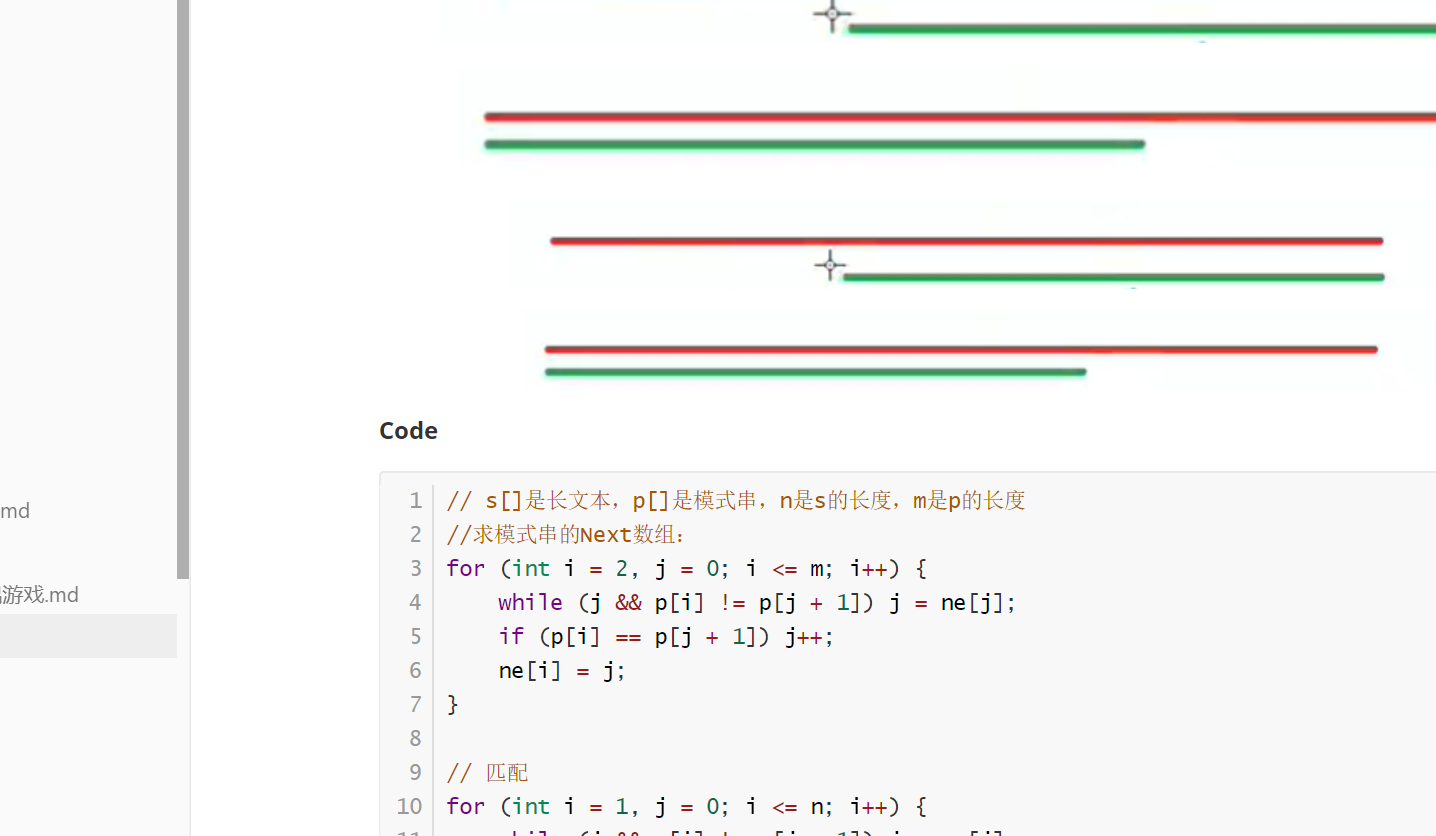 md
游戏.md
Code
1 // s[]是长文本，p[]是模式串，n是s的长度，m是p的长度
2 //求模式串的Next数组：
3 for (int i = 2, j = 0; i <= m; i++) {
4     while (j && p[i] != p[j + 1]) j = ne[j];
5     if (p[i] == p[j + 1]) j++;
6     ne[i] = j;
7 }
8
9 // 匹配
10 for (int i = 1, j = 0; i <= n; i++) {